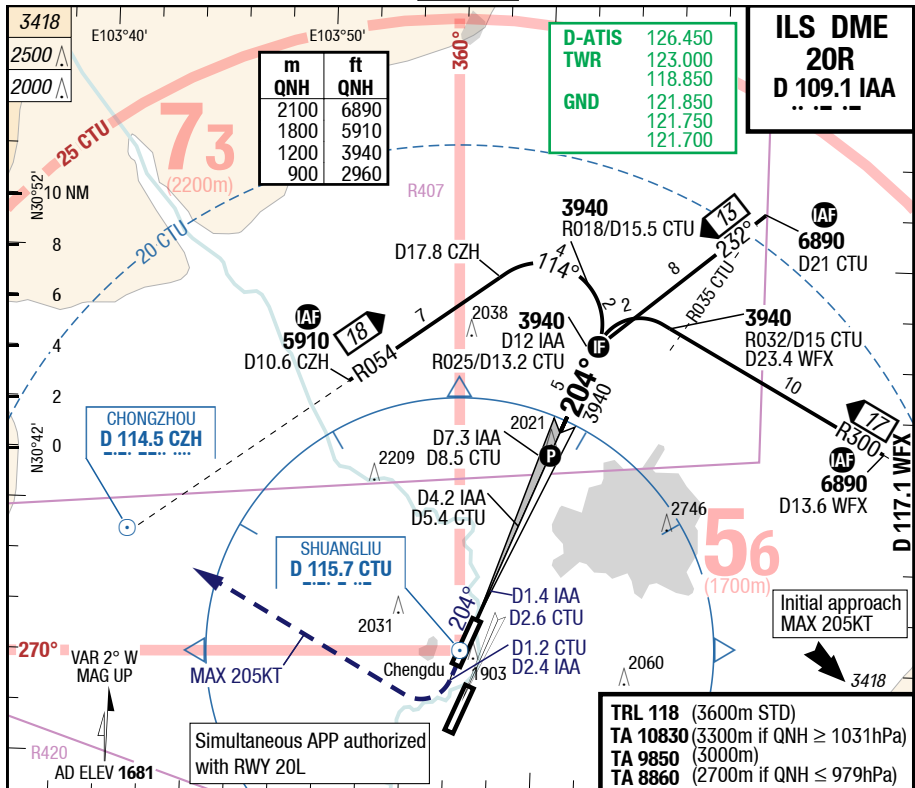 3418
2500
2000
E103°40'
E103°50'
360°
m ft
QNH QNH
2100 6890
1800 5910
1200 3940
900 2960
D-ATIS 126.450
TWR 123.000
118.850
GND 121.850
121.750
121.700
ILS DME
20R
D 109.1 IAA
25 CTU
73
(2200m)
R407
N30°52'
10 NM
20 CTU
8
6
4
2
0
N30°42'
3940
R018/D15.5 CTU
13
232°
IAF
6890
D21 CTU
D17.8 CZH
4
114°
8
R035 CTU
7
2
2
IAF
5910
D10.6 CZH
18
R054
2038
3940
D12 IAA
R025/D13.2 CTU
IF
3940
R032/D15 CTU
D23.4 WFX
10
5
204°
3940
17
R300
IAF
6890
D13.6 WFX
D 117.1 WFX
CHONGZHOU
D 114.5 CZH
2021
D7.3 IAA
D8.5 CTU
P
2209
D4.2 IAA
D5.4 CTU
2746
56
(1700m)
SHUANGLIU
D 115.7 CTU
204°
D1.4 IAA
D2.6 CTU
2031
D1.2 CTU
D2.4 IAA
Initial approach
MAX 205KT
3418
270°
VAR 2° W
MAG UP
MAX 205KT
Chengdu
1903
2060
R420
AD ELEV 1681
Simultaneous APP authorized
with RWY 20L
TRL 118 (3600m STD)
TA 10830 (3300m if QNH ≥ 1031hPa)
TA 9850 (3000m)
TA 8860 (2700m if QNH ≤ 979hPa)